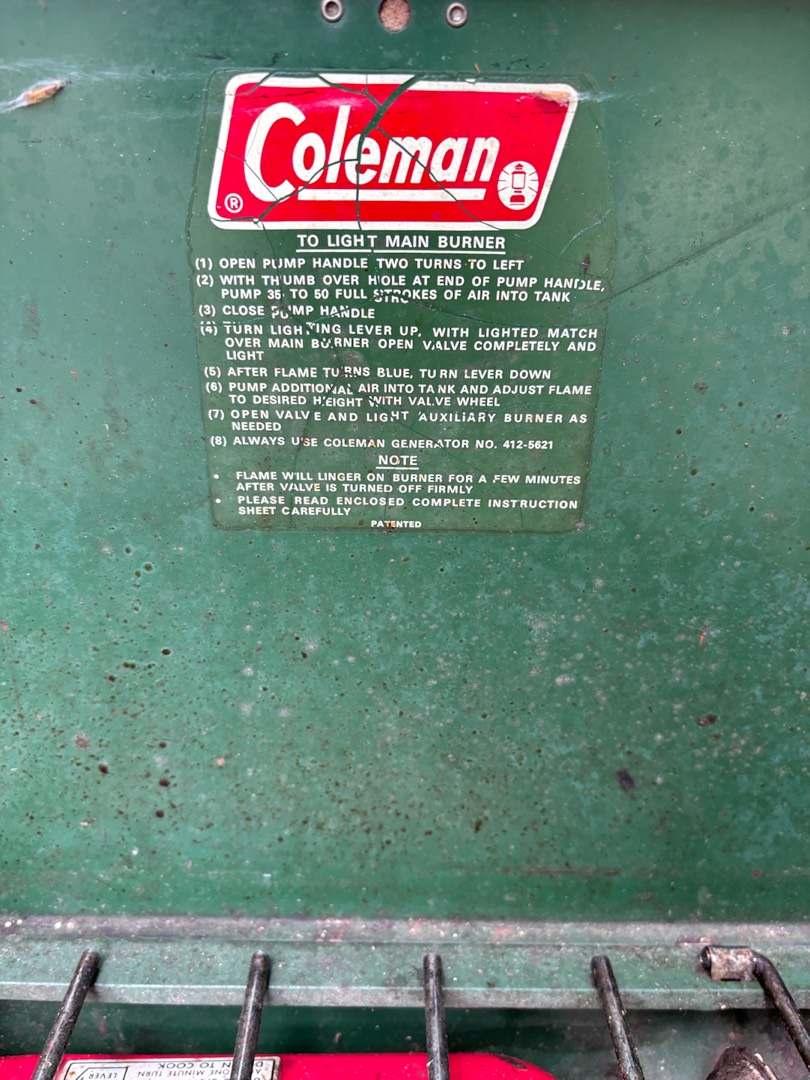 Coleman
®
TO LIGHT MAIN BURNER
(1) OPEN PUMP HANDLE TWO TURNS TO LEFT
(2) WITH THUMB OVER HOLE AT END OF PUMP HANDLE,
PUMP 35 TO 50 FULL STROKES OF AIR INTO TANK
(3) CLOSE PUMP HANDLE
(4) TURN LIGHTING LEVER UP, WITH LIGHTED MATCH
OVER MAIN BURNER OPEN VALVE COMPLETELY AND
LIGHT
(5) AFTER FLAME TURNS BLUE, TURN LEVER DOWN
(6) PUMP ADDITIONAL AIR INTO TANK AND ADJUST FLAME
TO DESIRED HEIGHT WITH VALVE WHEEL
(7) OPEN VALVE AND LIGHT AUXILIARY BURNER AS
NEEDED
(8) ALWAYS USE COLEMAN GENERATOR NO. 412-5621
NOTE
• FLAME WILL LINGER ON BURNER FOR A FEW MINUTES
AFTER VALVE IS TURNED OFF FIRMLY
• PLEASE READ ENCLOSED COMPLETE INSTRUCTION
SHEET CAREFULLY
PATENTED
LEVER
ONE MINUTE TURN
TO COOK